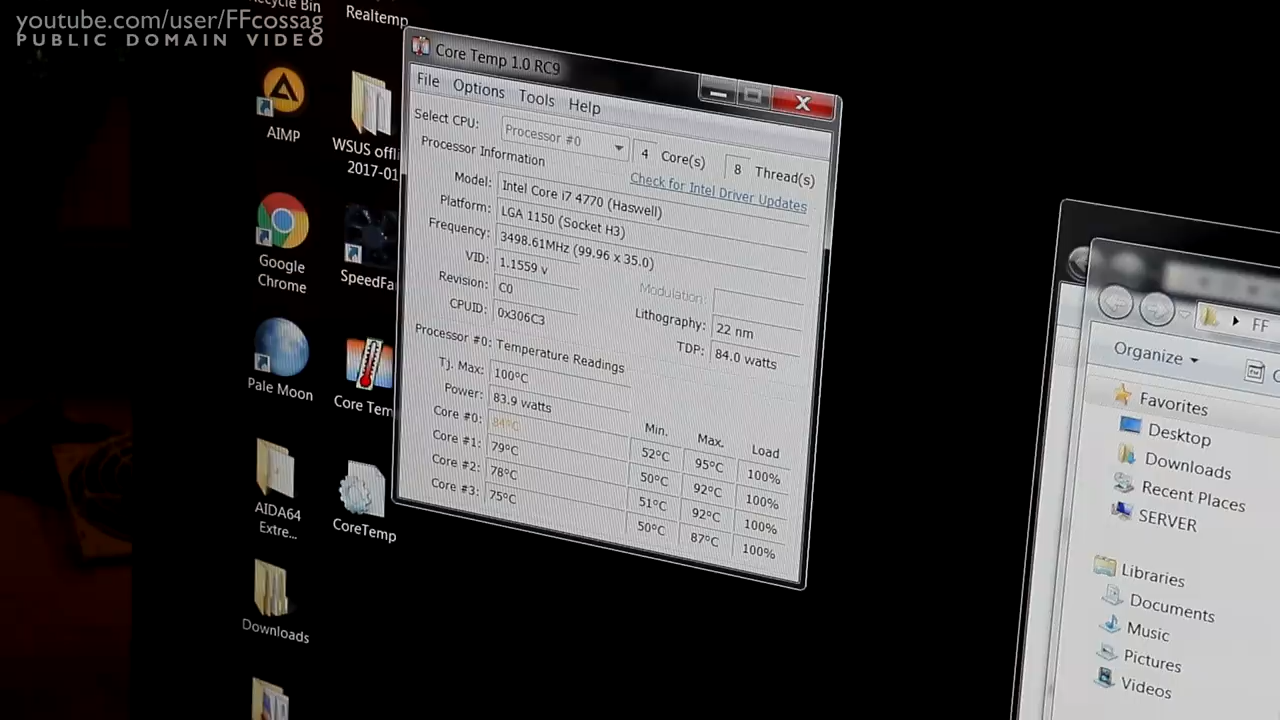 youtube.com/user/FFcossag
PUBLIC DOMAIN VIDEO
Recycle Bin
Realtemp
AIMP
WSUS offli
2017-01
Google
Chrome
SpeedFa
Pale Moon
Core Tem
AIDA64
Extre...
CoreTemp
Downloads
Core Temp 1.0 RC9
File Options Tools Help
Select CPU: Processor #0 4 Core(s) 8 Thread(s)
Processor Information
Check for Intel Driver Updates
Model: Intel Core i7 4770 (Haswell)
Platform: LGA 1150 (Socket H3)
Frequency: 3498.61MHz (99.96 x 35.0)
VID: 1.1559 v
Modulation:
Revision: C0
Lithography: 22 nm
CPUID: 0x306C3
TDP: 84.0 watts
Processor #0: Temperature Readings
Tj. Max: 100°C
Power: 83.9 watts
Min. Max. Load
Core #0: 84°C 52°C 95°C 100%
Core #1: 79°C 50°C 92°C 100%
Core #2: 78°C 51°C 92°C 100%
Core #3: 75°C 50°C 87°C 100%
FF
Organize
Favorites
Desktop
Downloads
Recent Places
SERVER
Libraries
Documents
Music
Pictures
Videos